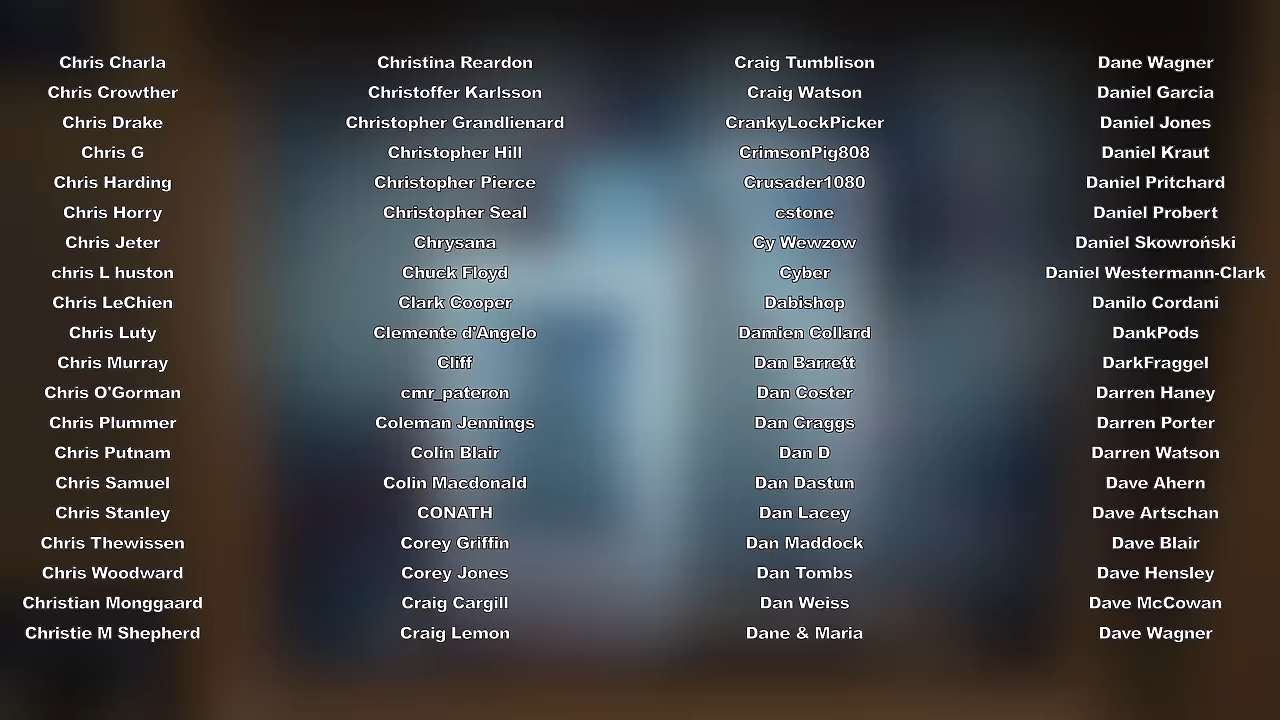 Chris Charla
Chris Crowther
Chris Drake
Chris G
Chris Harding
Chris Horry
Chris Jeter
chris L huston
Chris LeChien
Chris Luty
Chris Murray
Chris O'Gorman
Chris Plummer
Chris Putnam
Chris Samuel
Chris Stanley
Chris Thewissen
Chris Woodward
Christian Monggaard
Christie M Shepherd
Christina Reardon
Christoffer Karlsson
Christopher Grandlienard
Christopher Hill
Christopher Pierce
Christopher Seal
Chrysana
Chuck Floyd
Clark Cooper
Clemente d'Angelo
Cliff
cmr_pateron
Coleman Jennings
Colin Blair
Colin Macdonald
CONATH
Corey Griffin
Corey Jones
Craig Cargill
Craig Lemon
Craig Tumblison
Craig Watson
CrankyLockPicker
CrimsonPig808
Crusader1080
cstone
Cy Wewzow
Cyber
Dabishop
Damien Collard
Dan Barrett
Dan Coster
Dan Craggs
Dan D
Dan Dastun
Dan Lacey
Dan Maddock
Dan Tombs
Dan Weiss
Dane & Maria
Dane Wagner
Daniel Garcia
Daniel Jones
Daniel Kraut
Daniel Pritchard
Daniel Probert
Daniel Skowroński
Daniel Westermann-Clark
Danilo Cordani
DankPods
DarkFraggel
Darren Haney
Darren Porter
Darren Watson
Dave Ahern
Dave Artschan
Dave Blair
Dave Hensley
Dave McCowan
Dave Wagner